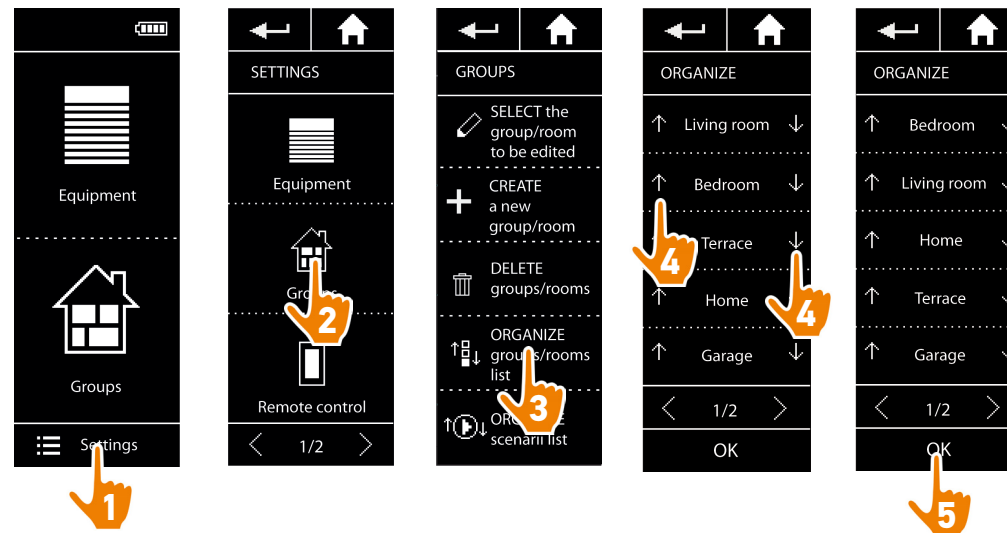 Equipment
Groups
Settings
1
SETTINGS
Equipment
2
Remote control
1/2
GROUPS
SELECT the
group/room
to be edited
CREATE
a new
group/room
DELETE
groups/rooms
ORGANIZE
groups/rooms
list
3
scenarii list
ORGANIZE
Living room
Bedroom
Terrace
4
Home
4
Garage
1/2
OK
ORGANIZE
Bedroom
Living room
Home
Terrace
Garage
1/2
OK
5